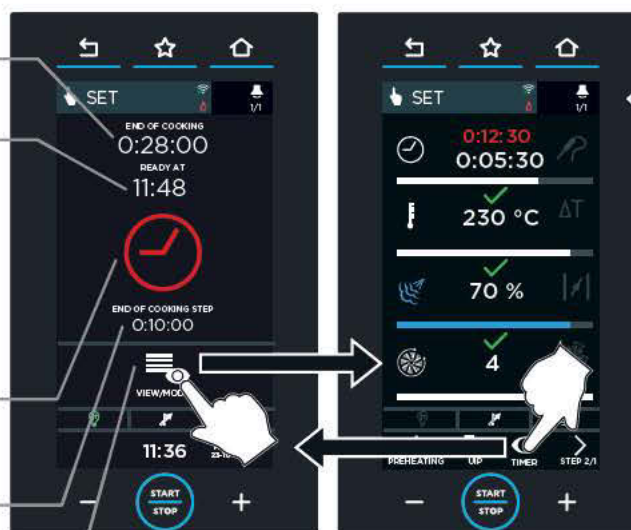 SET
1/1
END OF COOKING
0:28:00
READY AT
11:48
END OF COOKING STEP
0:10:00
11:36
START
STOP
- +
SET
1/1
0:12:30
0:05:30
230 °C
ΔT
70 %
4
PREHEATING
TIMER
STEP 2/1
START
STOP
- +